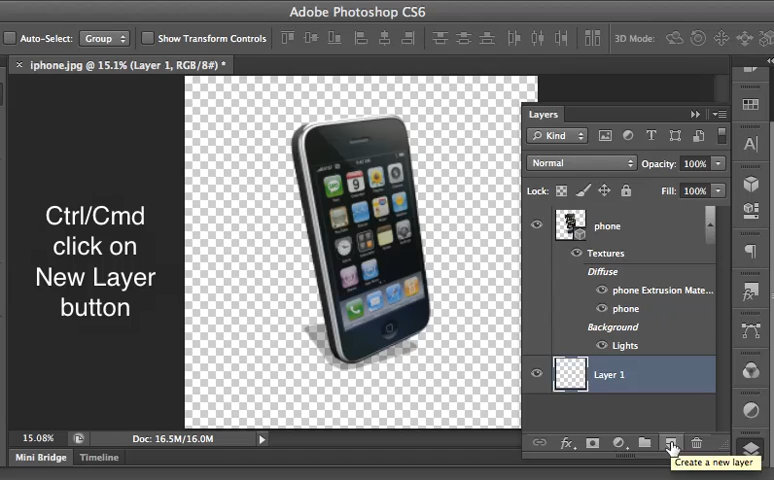 Adobe Photoshop CS6
Auto-Select:
Group
Show Transform Controls
3D Mode:
iphone.jpg @ 15.1% (Layer 1, RGB/8#) *
Layers
Kind
Normal
Opacity:
100%
Lock:
Fill:
100%
Ctrl/Cmd
click on
New Layer
button
phone
Textures
Diffuse
phone Extrusion Mate...
phone
Background
Lights
Layer 1
fx
Create a new layer
15.08%
Doc: 16.5M/16.0M
Mini Bridge
Timeline